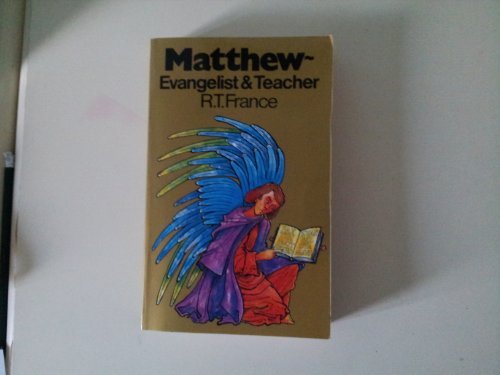 Matthew~
Evangelist & Teacher
R.T. France